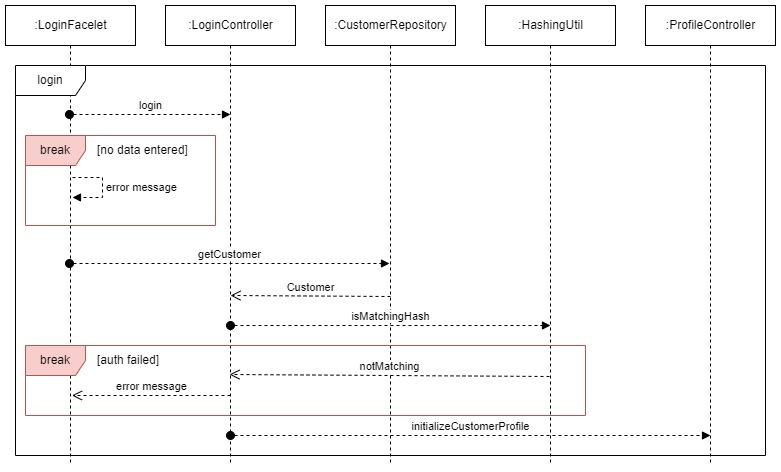 :LoginFacelet
:LoginController
:CustomerRepository
:HashingUtil
:ProfileController
login
login
break
[no data entered]
error message
getCustomer
Customer
isMatchingHash
break
[auth failed]
notMatching
error message
initializeCustomerProfile